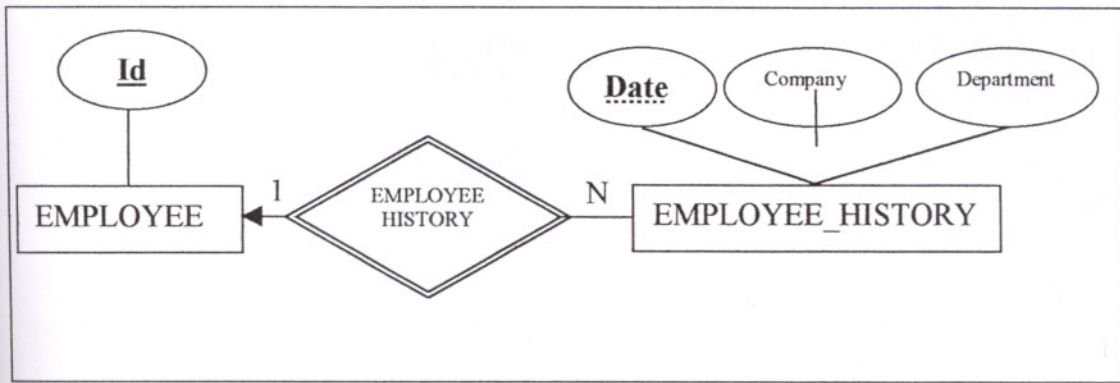 Id
Date
Company
Department
EMPLOYEE
1
EMPLOYEE
HISTORY
N
EMPLOYEE_HISTORY